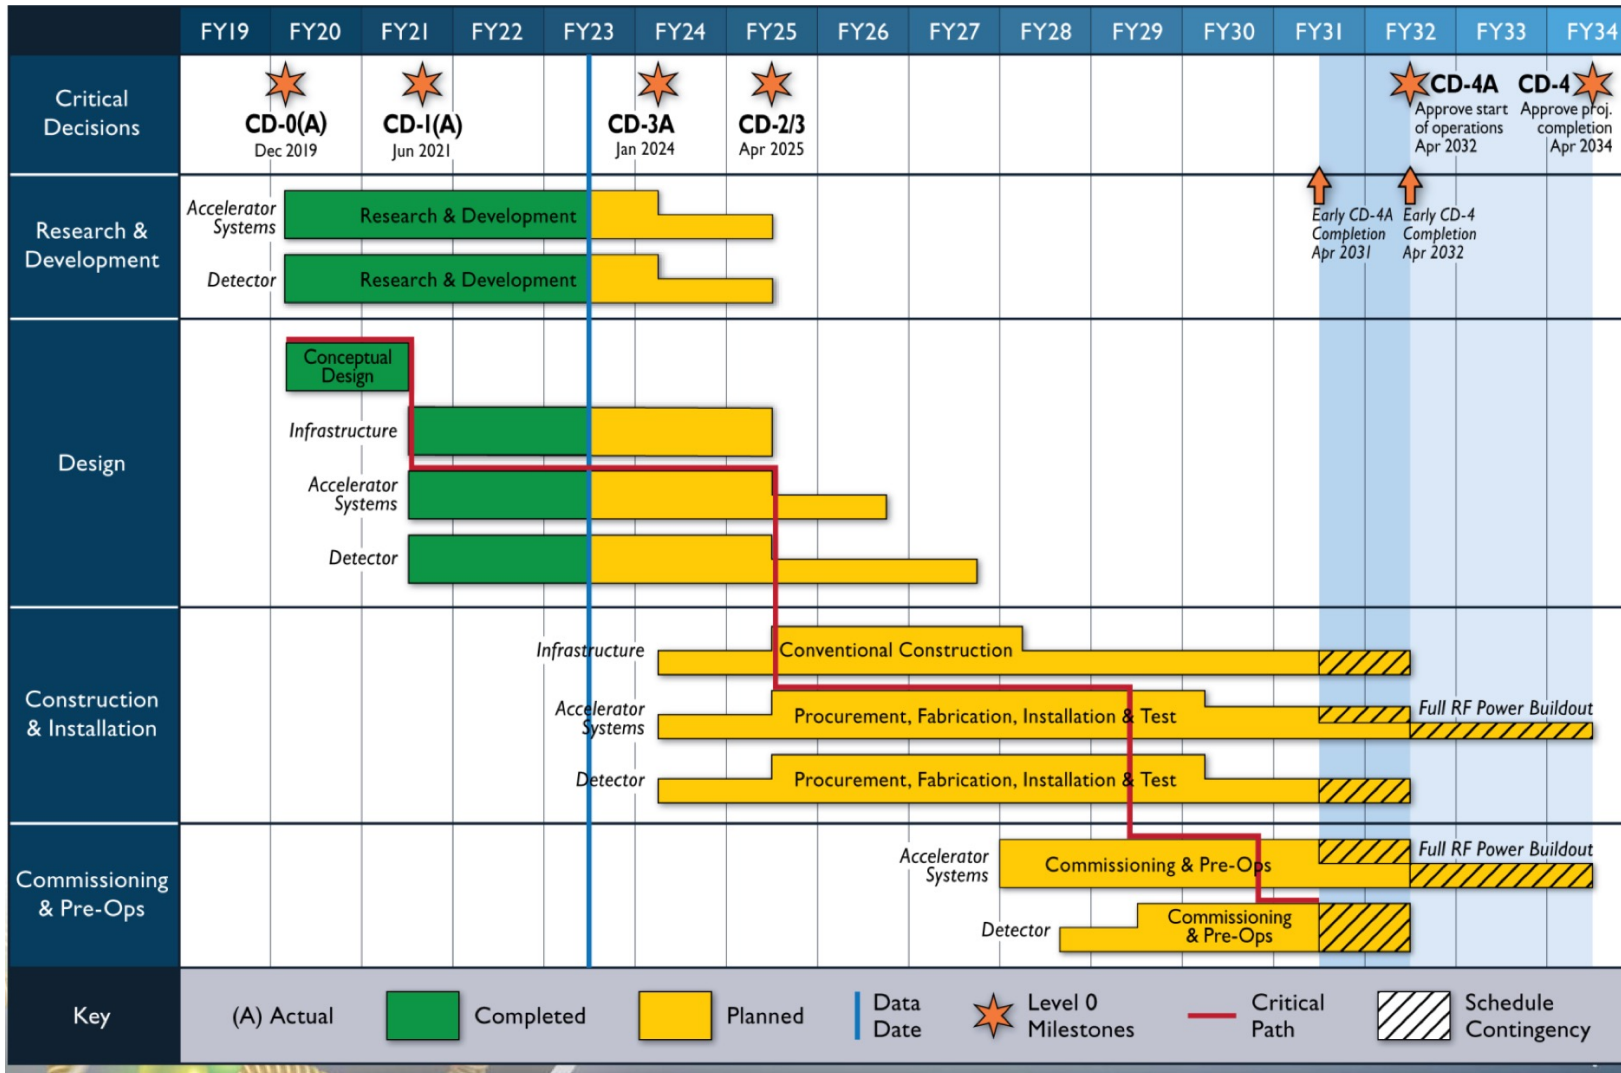 FY19 FY20 FY21 FY22 FY23 FY24 FY25 FY26 FY27 FY28 FY29 FY30 FY31 FY32 FY33 FY34
Critical
Decisions
CD-0(A)
Dec 2019
CD-1(A)
Jun 2021
CD-3A
Jan 2024
CD-2/3
Apr 2025
CD-4A
Approve start
of operations
Apr 2032
CD-4
Approve proj.
completion
Apr 2034
Early CD-4A
Completion
Apr 2031
Early CD-4
Completion
Apr 2032
Research &
Development
Accelerator
Systems
Research & Development
Detector
Research & Development
Design
Conceptual
Design
Infrastructure
Accelerator
Systems
Detector
Construction
& Installation
Infrastructure
Conventional Construction
Accelerator
Systems
Procurement, Fabrication, Installation & Test
Full RF Power Buildout
Detector
Procurement, Fabrication, Installation & Test
Commissioning
& Pre-Ops
Accelerator
Systems
Commissioning & Pre-Ops
Full RF Power Buildout
Detector
Commissioning
& Pre-Ops
Key
(A) Actual
Completed
Planned
Data
Date
Level 0
Milestones
Critical
Path
Schedule
Contingency